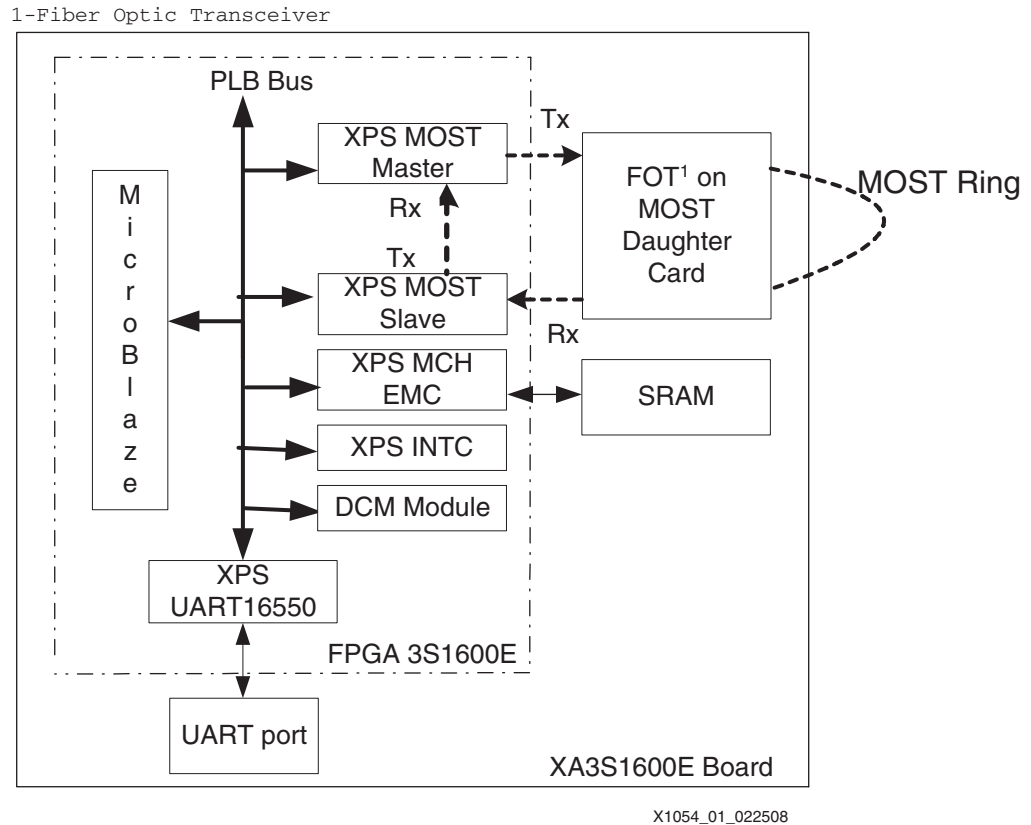 1-Fiber Optic Transceiver
PLB Bus
XPS MOST
Master
Tx
FOT¹ on
MOST
Daughter
Card
MOST Ring
MicroBlaze
Rx
Tx
XPS MOST
Slave
Rx
XPS MCH
EMC
SRAM
XPS INTC
DCM Module
XPS
UART16550
FPGA 3S1600E
UART port
XA3S1600E Board
X1054_01_022508